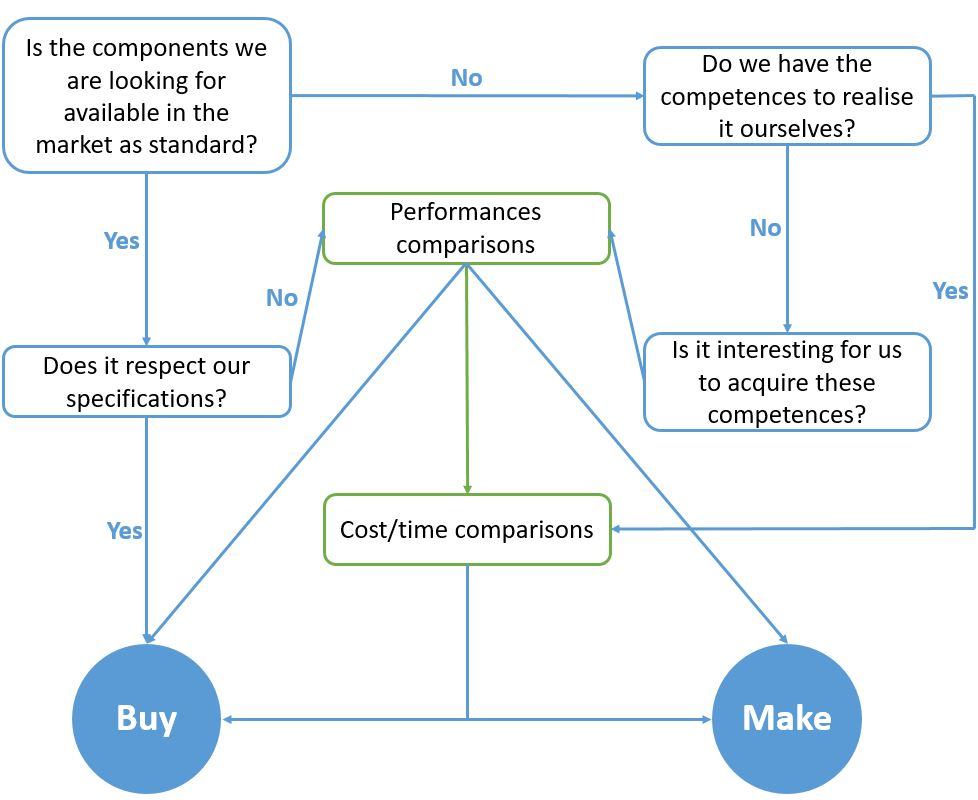 Is the components we
are looking for
available in the
market as standard?
No
Do we have the
competences to realise
it ourselves?
Yes
Performances
comparisons
No
No
Yes
Does it respect our
specifications?
Is it interesting for us
to acquire these
competences?
Yes
Cost/time comparisons
Buy
Make